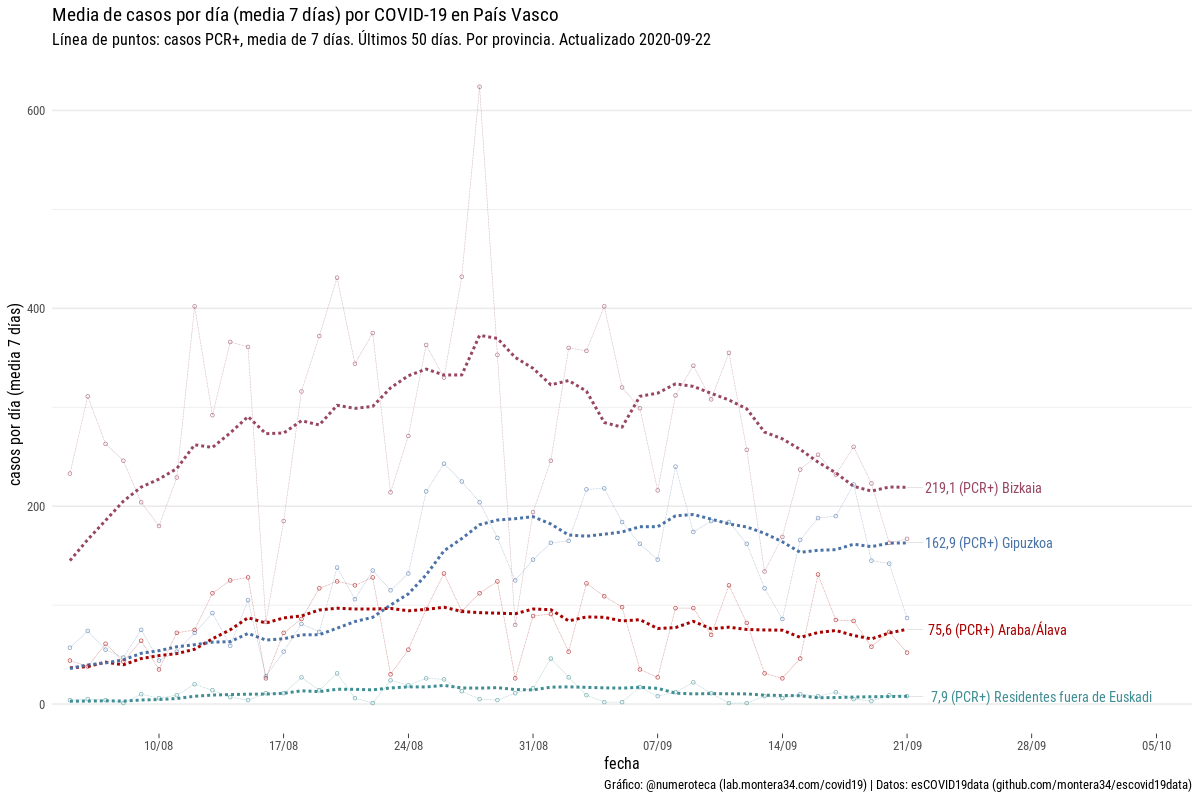 Media de casos por día (media 7 días) por COVID-19 en País Vasco
Línea de puntos: casos PCR+, media de 7 días. Últimos 50 días. Por provincia. Actualizado 2020-09-22
casos por día (media 7 días)
600
400
200
0
219,1 (PCR+) Bizkaia
162,9 (PCR+) Gipuzkoa
75,6 (PCR+) Araba/Álava
7,9 (PCR+) Residentes fuera de Euskadi
10/08 17/08 24/08 31/08 07/09 14/09 21/09 28/09 05/10
fecha
Gráfico: @numeroteca (lab.montera34.com/covid19) | Datos: esCOVID19data (github.com/montera34/escovid19data)